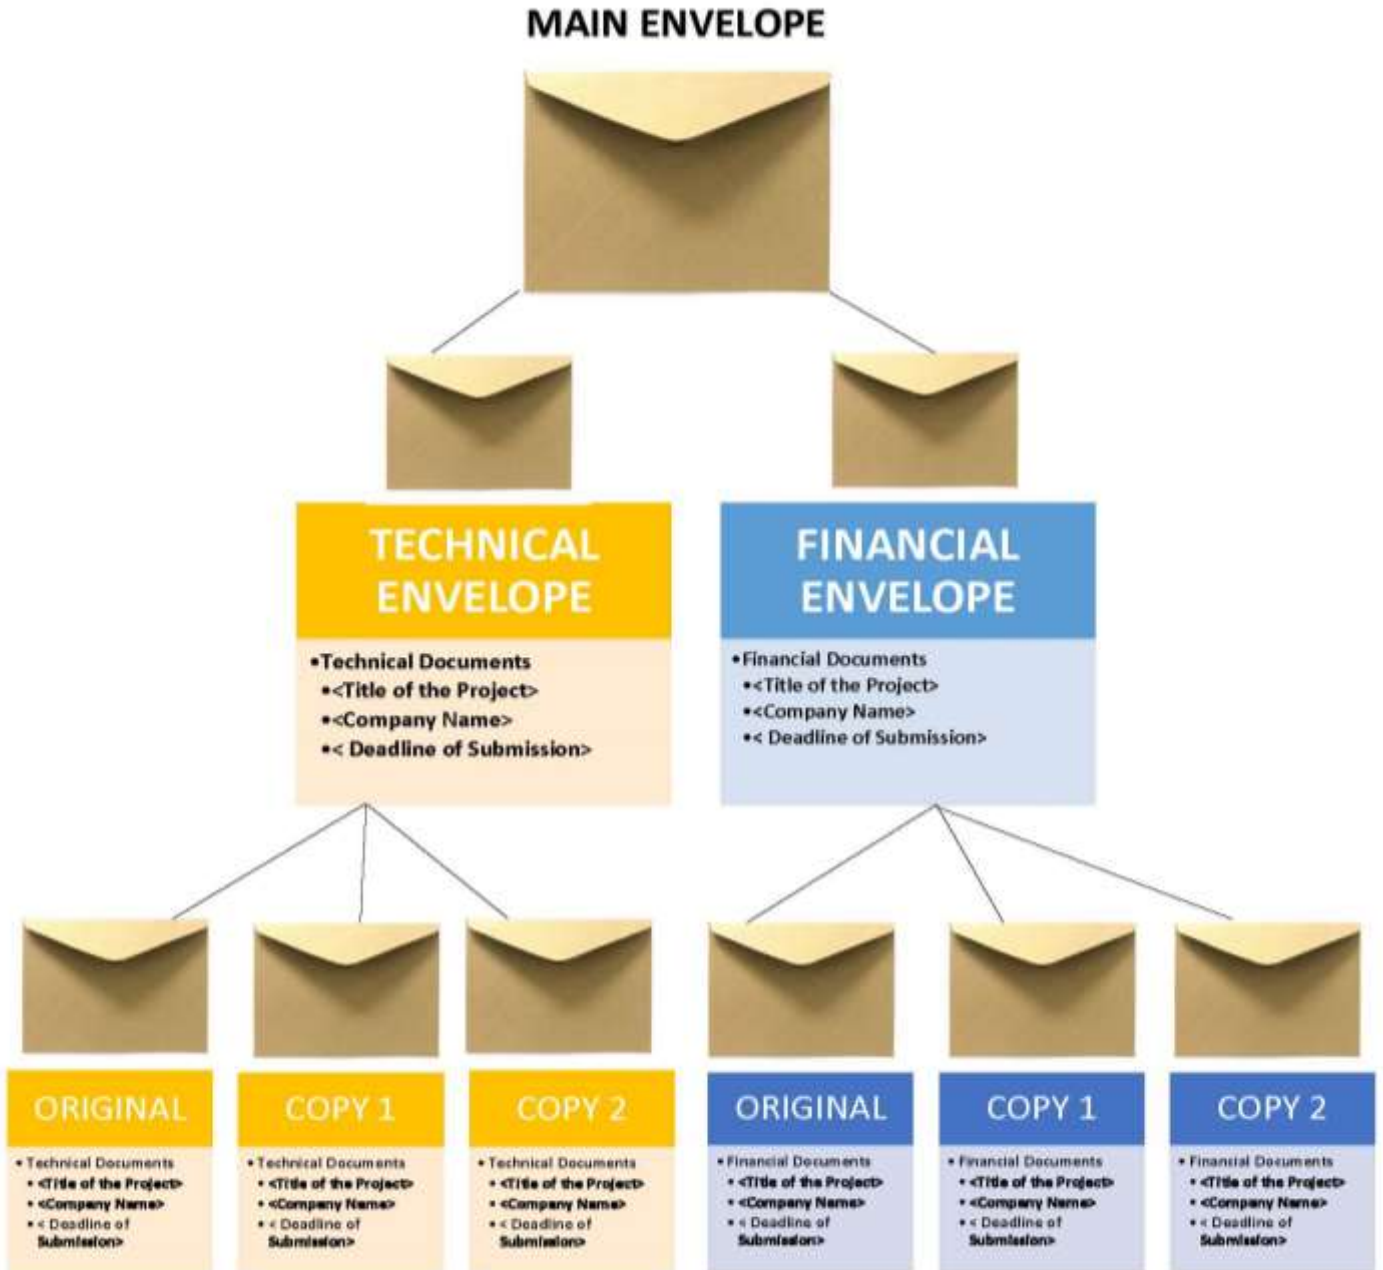 MAIN ENVELOPE
TECHNICAL
ENVELOPE
•Technical Documents
•<Title of the Project>
•<Company Name>
•< Deadline of Submission>
FINANCIAL
ENVELOPE
•Financial Documents
•<Title of the Project>
•<Company Name>
•< Deadline of Submission>
ORIGINAL
• Technical Documents
• <Title of the Project>
• <Company Name>
• < Deadline of
Submission>
COPY 1
• Technical Documents
• <Title of the Project>
• <Company Name>
• < Deadline of
Submission>
COPY 2
• Technical Documents
• <Title of the Project>
• <Company Name>
• < Deadline of
Submission>
ORIGINAL
• Financial Documents
• <Title of the Project>
• <Company Name>
• < Deadline of
Submission>
COPY 1
• Financial Documents
• <Title of the Project>
• <Company Name>
• < Deadline of
Submission>
COPY 2
• Financial Documents
• <Title of the Project>
• <Company Name>
• < Deadline of
Submission>